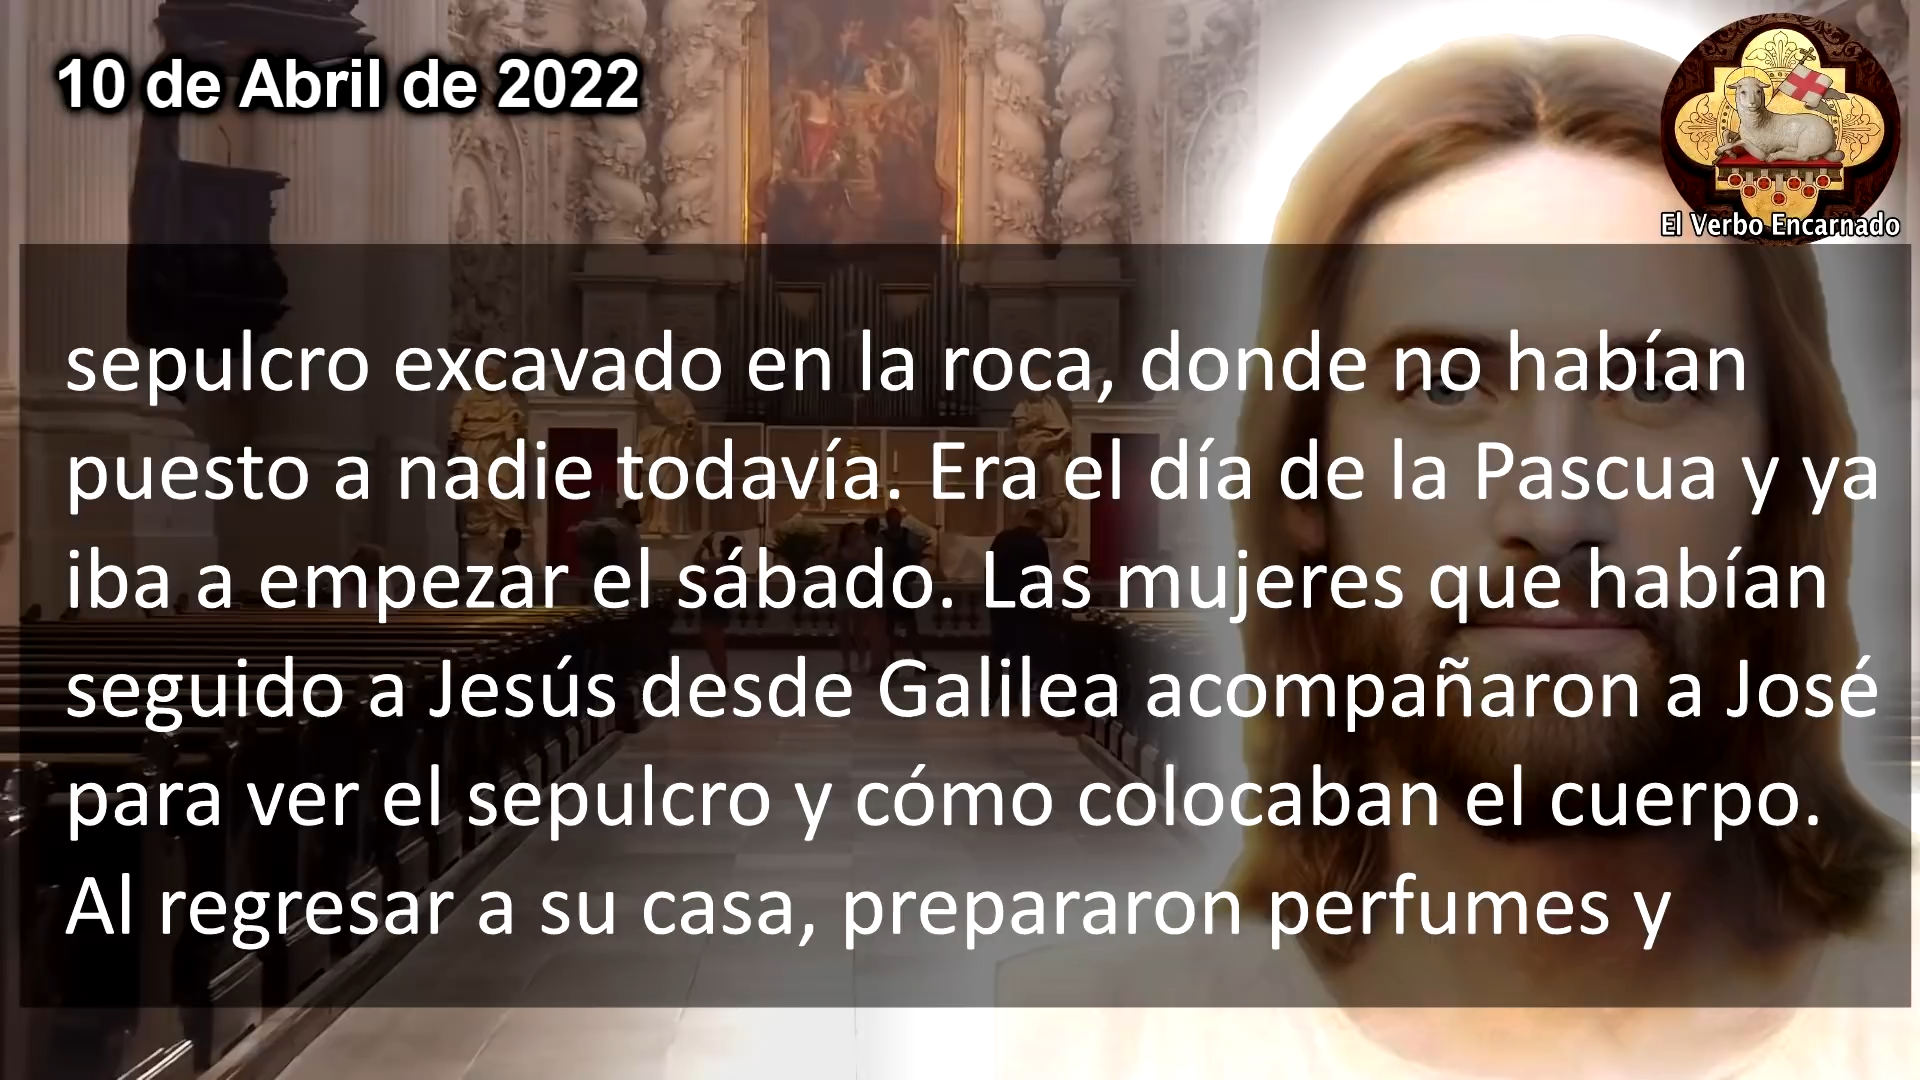 10 de Abril de 2022
El Verbo Encarnado
sepulcro excavado en la roca, donde no habían
puesto a nadie todavía. Era el día de la Pascua y ya
iba a empezar el sábado. Las mujeres que habían
seguido a Jesús desde Galilea acompañaron a José
para ver el sepulcro y cómo colocaban el cuerpo.
Al regresar a su casa, prepararon perfumes y